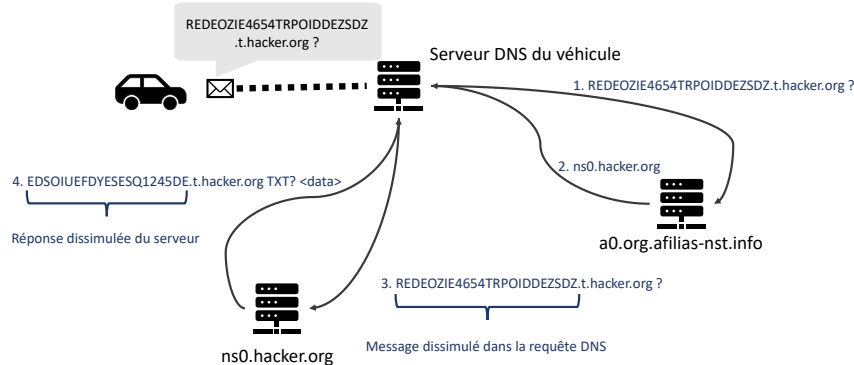 REDEOZIE4654TRPOIDDEZSDZ
.t.hacker.org ?
Serveur DNS du véhicule
1. REDEOZIE4654TRPOIDDEZSDZ.t.hacker.org ?
2. ns0.hacker.org
4. EDSOIUEFDYESESQ1245DE.t.hacker.org TXT? <data>
Réponse dissimulée du serveur
a0.org.afilias-nst.info
3. REDEOZIE4654TRPOIDDEZSDZ.t.hacker.org ?
Message dissimulé dans la requête DNS
ns0.hacker.org